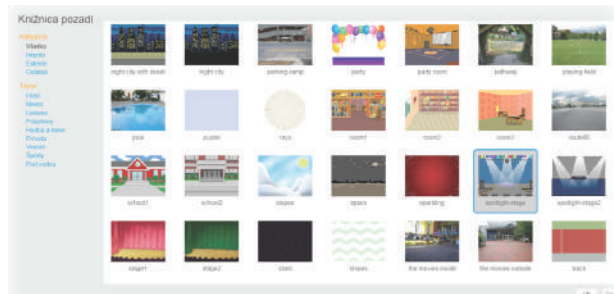 Knižnica pozadí
Kategória
Všetko
Interiér
Exteriér
Ostatné
Téma
Hrad
Mesto
Lietanie
Prázdniny
Hudba a tanec
Príroda
Vesmír
Športy
Pod vodou
night city with street
night city
parking-ramp
party
party room
pathway
playing-field
pool
purple
rays
room1
room2
room3
route66
school1
school2
slopes
space
sparkling
spotlight-stage
spotlight-stage2
stage1
stage2
stars
stripes
the movies inside
the movies outside
track
OK